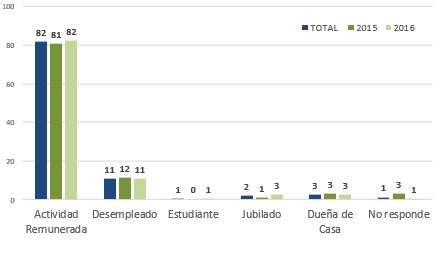 100
80
60
40
20
0
TOTAL 2015 2016
82 81 82
11 12 11
1 0 1
2 1 3
3 3 3
1 3 1
Actividad
Remunerada
Desempleado
Estudiante
Jubilado
Dueña de
Casa
No responde